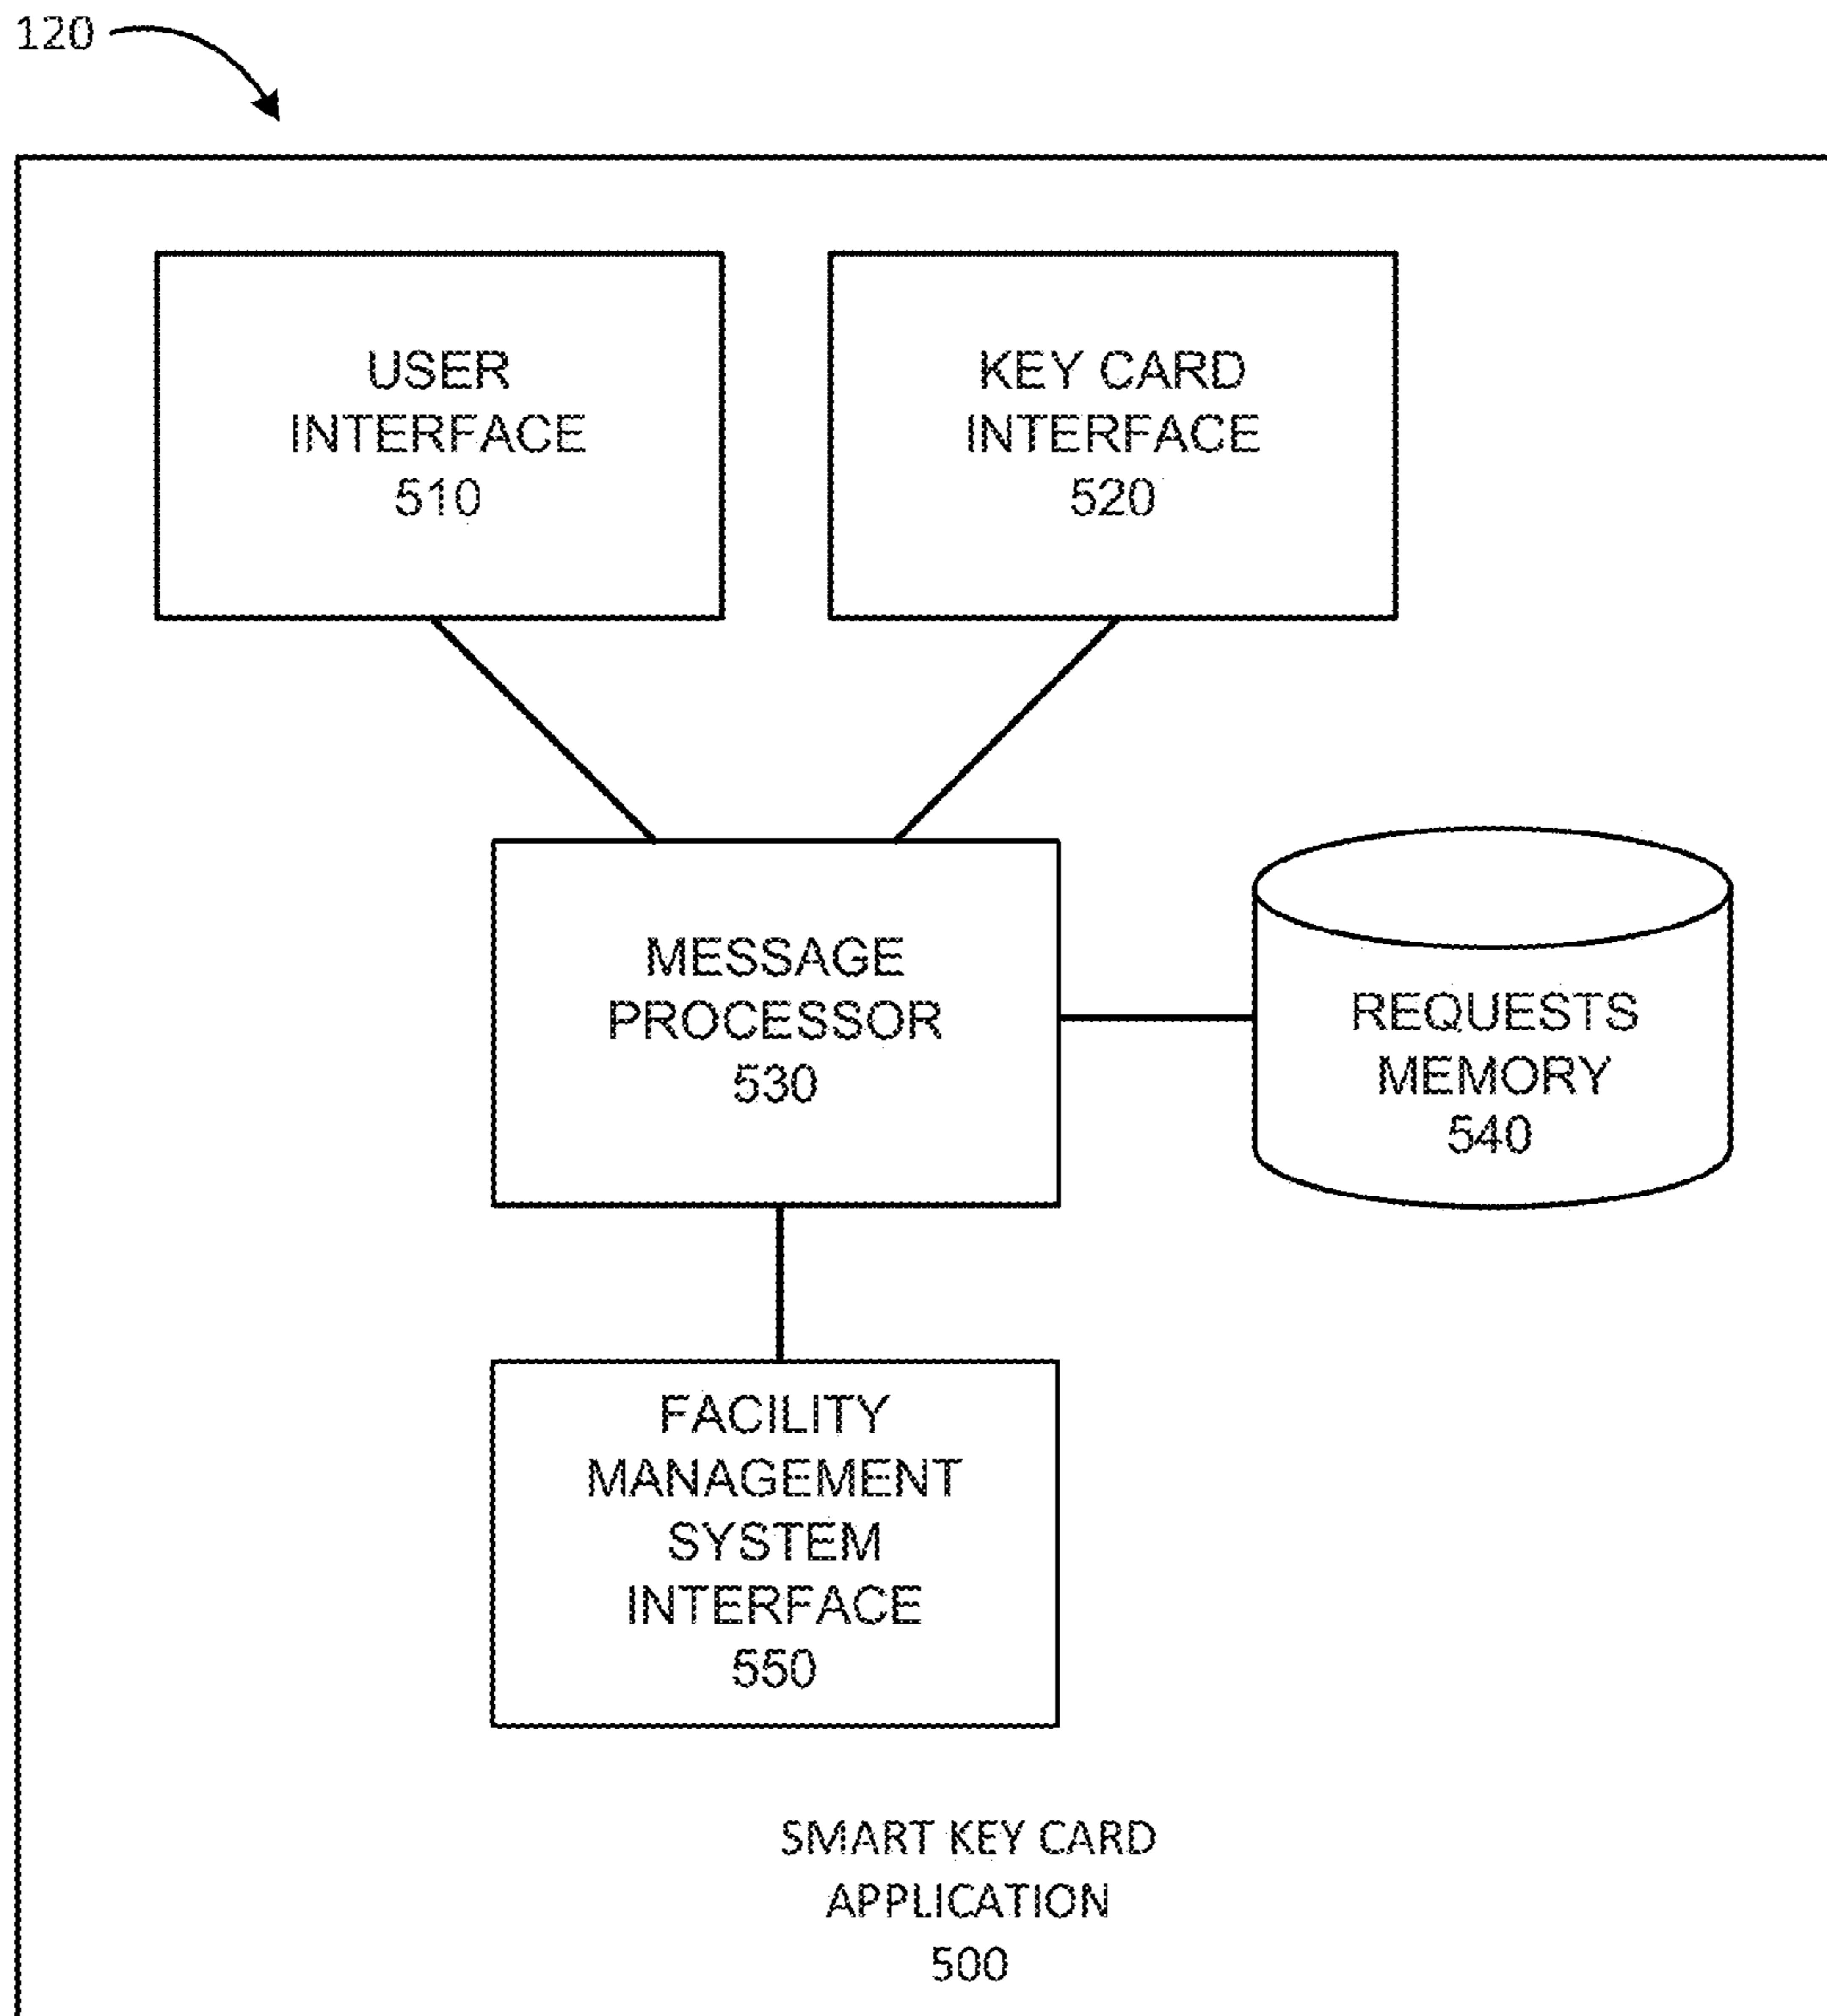 120
USER
INTERFACE
510
KEY CARD
INTERFACE
520
MESSAGE
PROCESSOR
530
REQUESTS
MEMORY
540
FACILITY
MANAGEMENT
SYSTEM
INTERFACE
550
SMART KEY CARD
APPLICATION
500